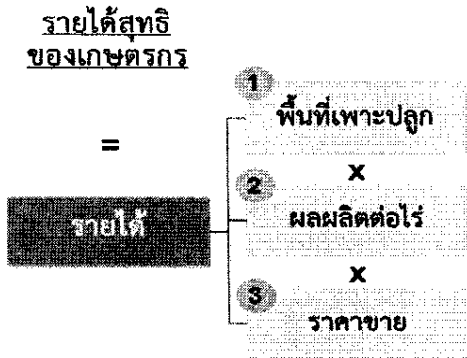 รายได้สุทธิ
ของเกษตรกร
=
รายได้
1
พื้นที่เพาะปลูก
x
2
ผลผลิตต่อไร่
x
3
ราคาขาย